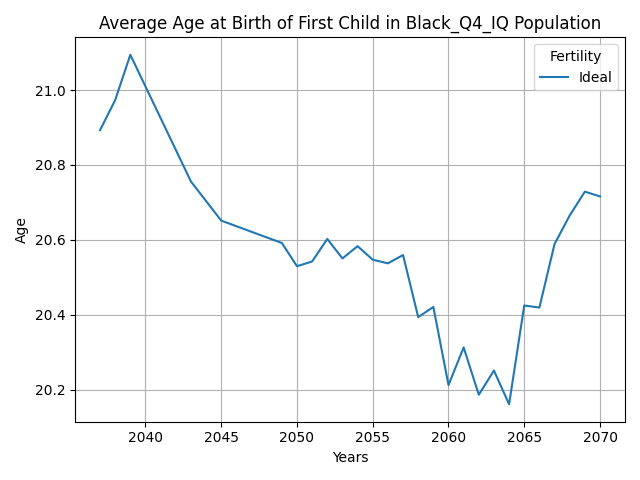 Average Age at Birth of First Child in Black_Q4_IQ Population
Fertility
Ideal
Age
21.0
20.8
20.6
20.4
20.2
2040 2045 2050 2055 2060 2065 2070
Years